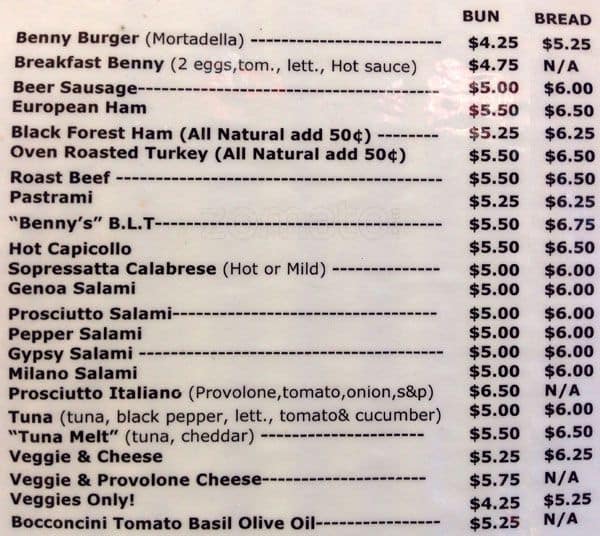 BUN BREAD
Benny Burger (Mortadella) ---------------------- $4.25 $5.25
Breakfast Benny (2 eggs,tom., lett., Hot sauce) $4.75 N/A
Beer Sausage----------------------------------- $5.00 $6.00
European Ham $5.50 $6.50
Black Forest Ham (All Natural add 50¢) -------- $5.25 $6.25
Oven Roasted Turkey (All Natural add 50¢) $5.50 $6.50
Roast Beef ------------------------------------- $5.50 $6.50
Pastrami $5.25 $6.25
"Benny's" B.L.T--------------------------------- $5.50 $6.75
zomato
Hot Capicollo $5.50 $6.50
Sopressatta Calabrese (Hot or Mild) ------------- $5.00 $6.00
Genoa Salami $5.00 $6.00
Prosciutto Salami------------------------------- $5.00 $6.00
Pepper Salami $5.00 $6.00
Gypsy Salami ----------------------------------- $5.00 $6.00
Milano Salami $5.00 $6.00
Prosciutto Italiano (Provolone,tomato,onion,s&p) $6.50 N/A
Tuna (tuna, black pepper, lett., tomato& cucumber) $5.00 $6.00
"Tuna Melt" (tuna, cheddar) ------------------- $5.50 $6.50
Veggie & Cheese $5.25 $6.25
Veggie & Provolone Cheese--------------------- $5.75 N/A
Veggies Only! $4.25 $5.25
Bocconcini Tomato Basil Olive Oil--------------- $5.25 N/A